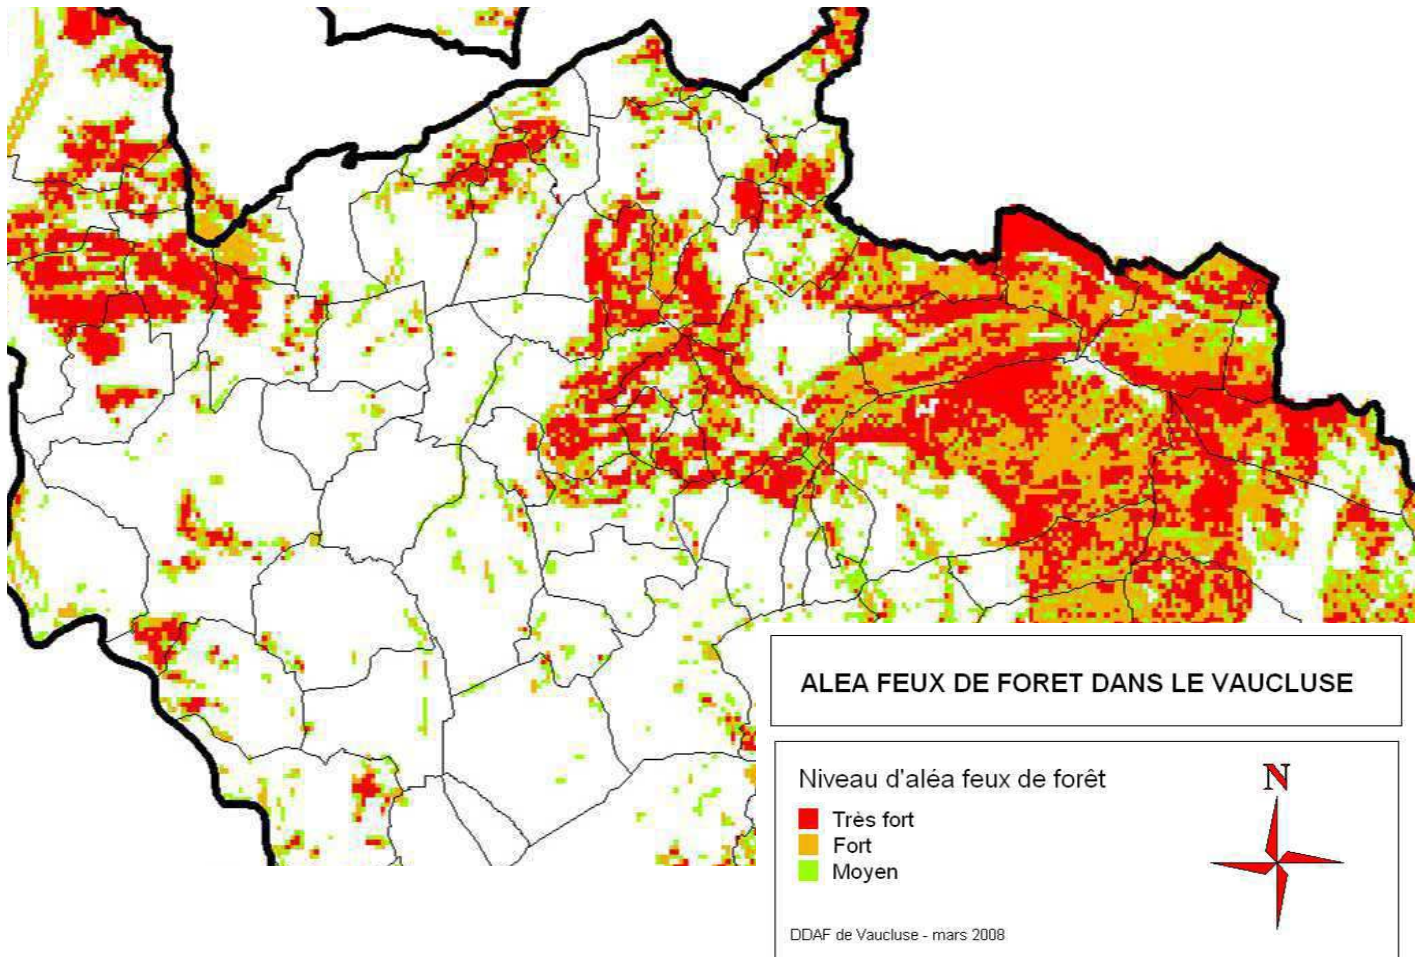 ALEA FEUX DE FORET DANS LE VAUCLUSE
Niveau d'aléa feux de forêt
N
Très fort
Fort
Moyen
DDAF de Vaucluse - mars 2008